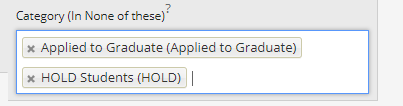 Category (In None of these)?
× Applied to Graduate (Applied to Graduate)
× HOLD Students (HOLD)